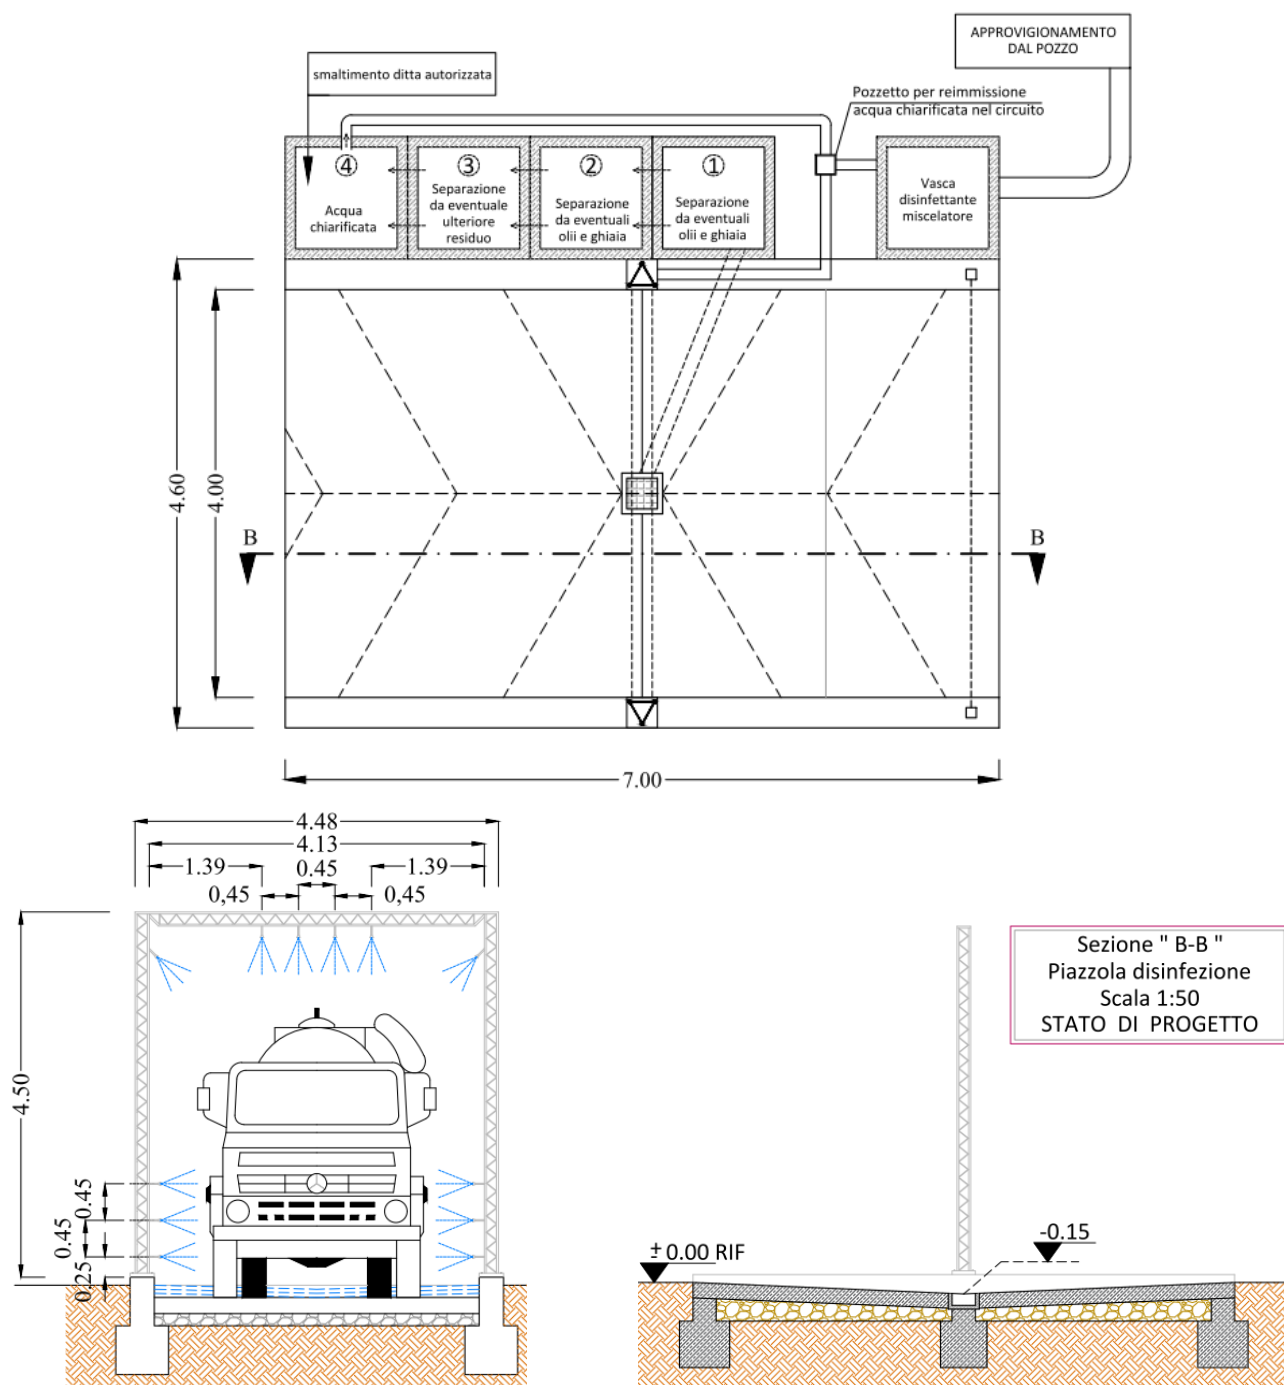 APPROVIGIONAMENTO
DAL POZZO
smaltimento ditta autorizzata
Pozzetto per reimmissione
acqua chiarificata nel circuito
4
Acqua
chiarificata
3
Separazione
da eventuale
ulteriore
residuo
2
Separazione
da eventuali
olii e ghiaia
1
Separazione
da eventuali
olii e ghiaia
Vasca
disinfettante
miscelatore
4.60
4.00
B
B
7.00
4.48
4.13
1.39
0.45
1.39
0,45
0,45
4.50
0.45
0.45
0.25
Sezione " B-B "
Piazzola disinfezione
Scala 1:50
STATO DI PROGETTO
± 0.00 RIF
-0.15